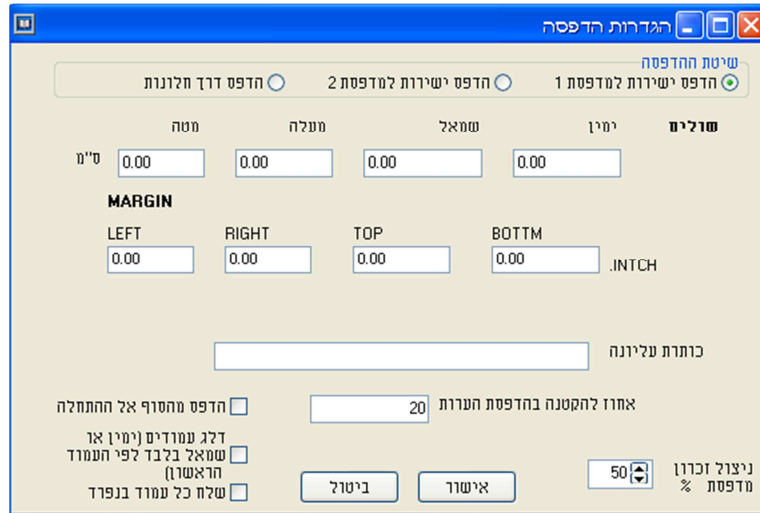 הגדרות הדפסה
שיטת ההדפסה
הדפס ישירות למדפסת 1 הדפס ישירות למדפסת 2 הדפס דרך חלונות
שולים ימין שמאל מעלה מטה
0.00 0.00 0.00 0.00 ס''מ
MARGIN
LEFT RIGHT TOP BOTTM
0.00 0.00 0.00 0.00 .INTCH
כותרת עליונה
אחוז להקטנה בהדפסת הערות 20 הדפס מהסוף אל ההתחלה
דלג עמודים (ימין או
שמאל בלבד לפי העמוד
הראשון)
ניצול זכרון
מדפסת % 50
אישור ביטול שלח כל עמוד בנפרד